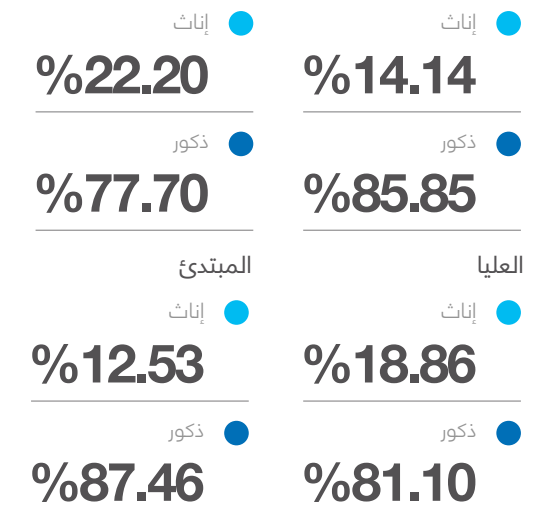 إناث
%14.14
ذكور
%85.85
إناث
%22.20
ذكور
%77.70
العليا
إناث
%18.86
ذكور
%81.10
المبتدئ
إناث
%12.53
ذكور
%87.46